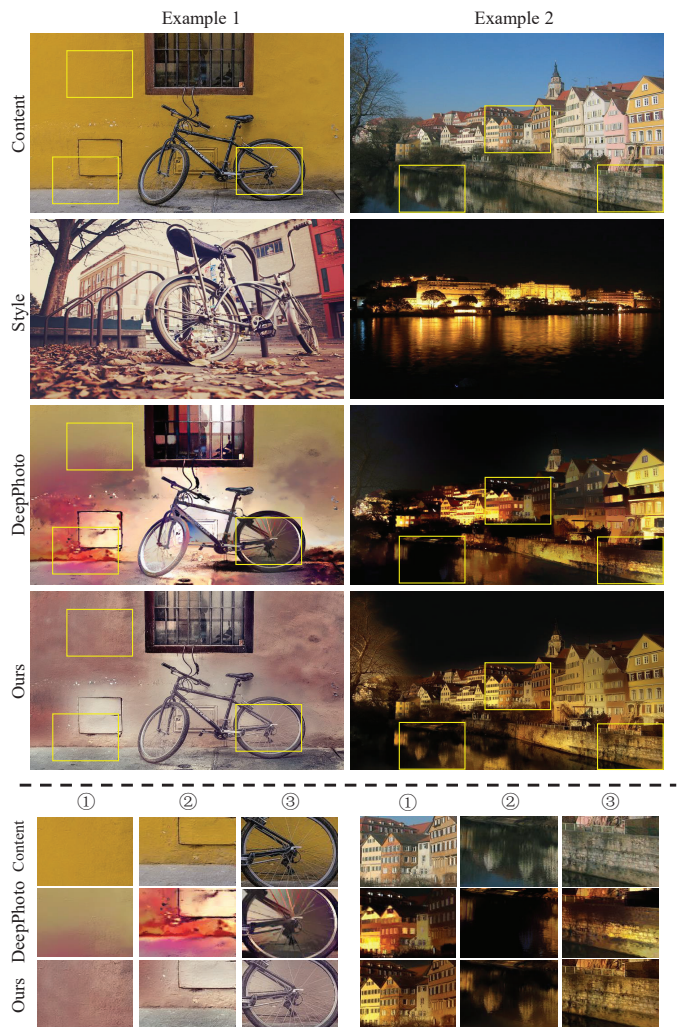 Example 1
Example 2
Content
Style
DeepPhoto
Ours
① ② ③ ① ② ③
Content
DeepPhoto
Ours